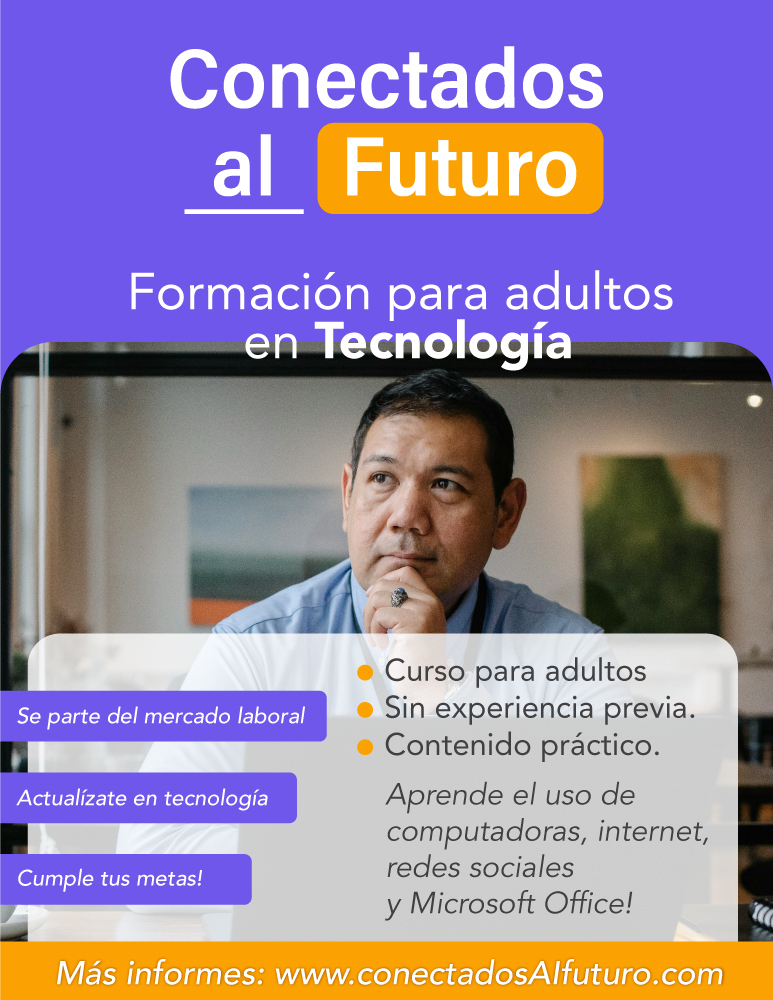 Conectados
al Futuro
Formación para adultos
en Tecnología
Curso para adultos
Sin experiencia previa.
Contenido práctico.
Aprende el uso de
computadoras, internet,
redes sociales
y Microsoft Office!
Se parte del mercado laboral
Actualízate en tecnología
Cumple tus metas!
Más informes: www.conectadosAlfuturo.com